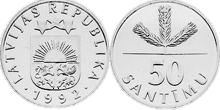 LATVIJAS REPUBLIKA
· 1992 ·
50
SANTĪMU